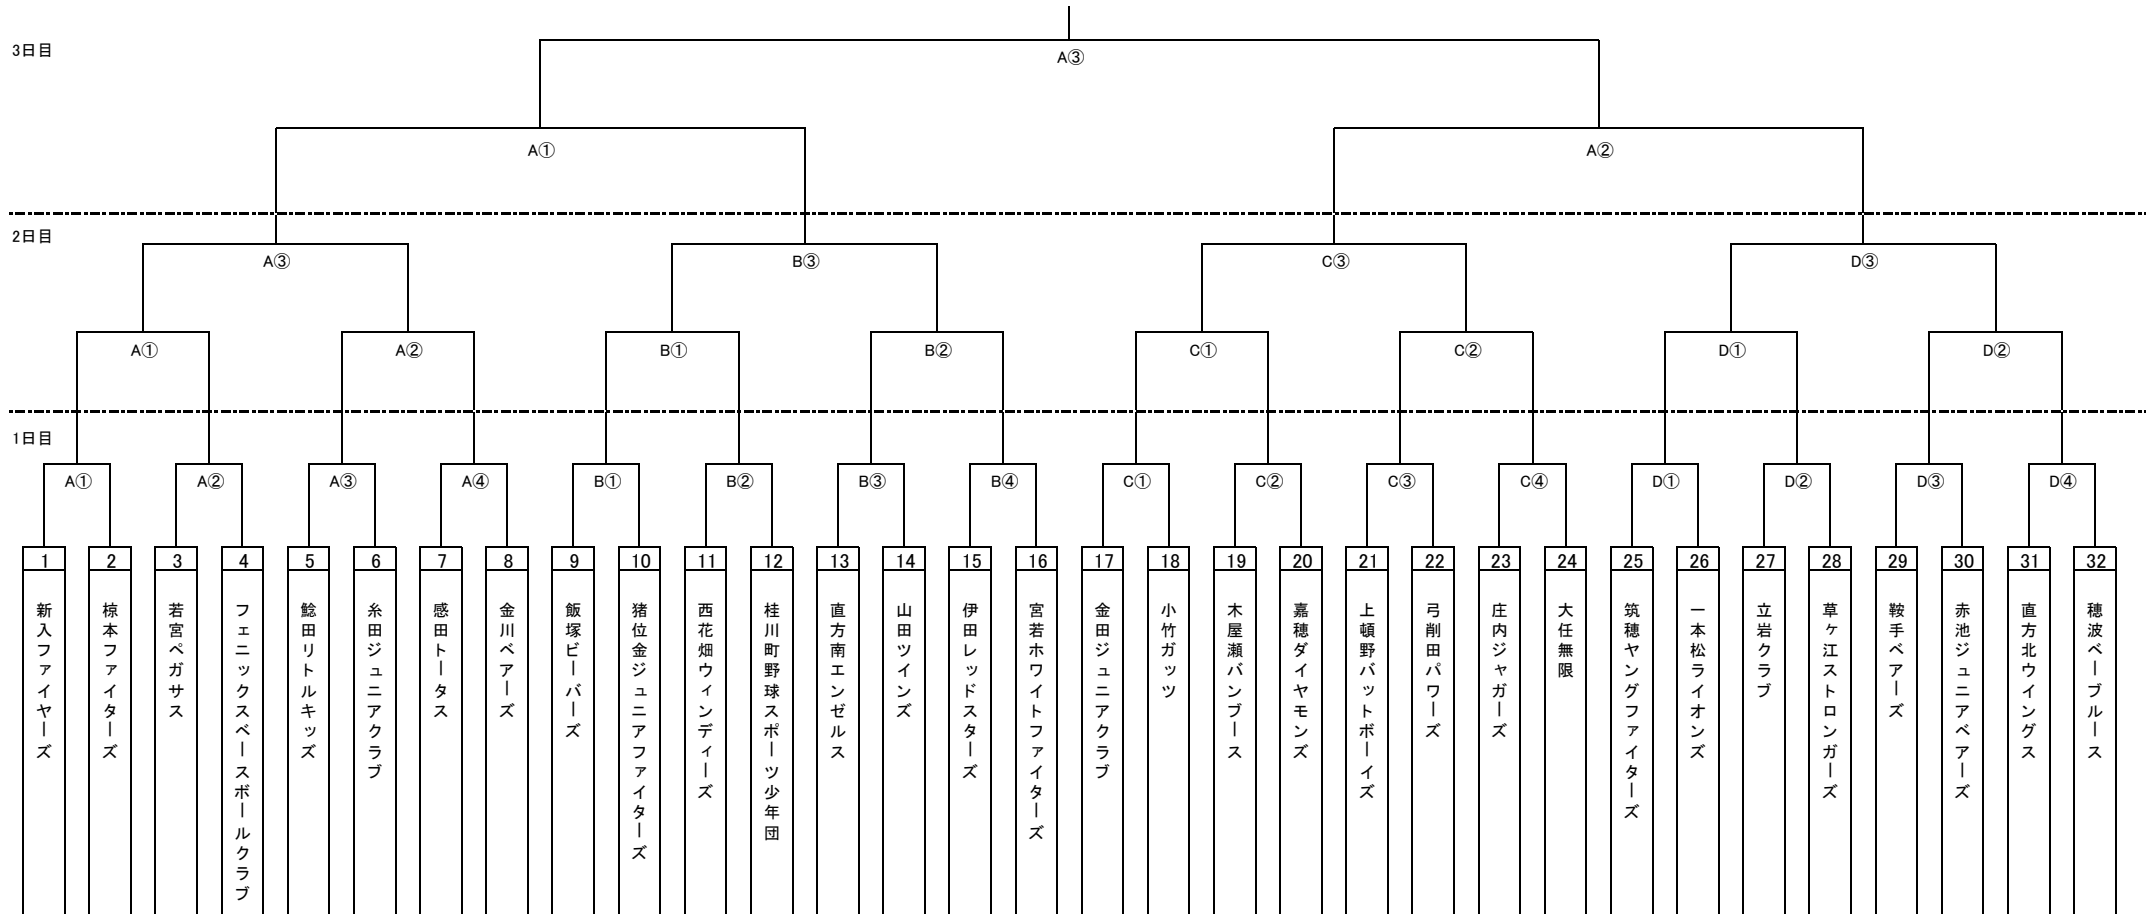 3日目
A③
A①
A②
2日目
A③
B③
C③
D③
A①
A②
B①
B②
C①
C②
D①
D②
1日目
A①
A②
A③
A④
B①
B②
B③
B④
C①
C②
C③
C④
D①
D②
D③
D④
1
2
3
4
5
6
7
8
9
10
11
12
13
14
15
16
17
18
19
20
21
22
23
24
25
26
27
28
29
30
31
32
新入ファイヤーズ
椋本ファイターズ
若宮ペガサス
フェニックスベースボールクラブ
鯰田リトルキッズ
糸田ジュニアクラブ
感田トータス
金川ベアーズ
飯塚ビーバーズ
猪位金ジュニアファイターズ
西花畑ウィンディーズ
桂川町野球スポーツ少年団
直方南エンゼルス
山田ツインズ
伊田レッドスターズ
宮若ホワイトファイターズ
金田ジュニアクラブ
小竹ガッツ
木屋瀬バンブース
嘉穂ダイヤモンズ
上頓野バットボーイズ
弓削田パワーズ
庄内ジャガーズ
大任無限
筑穂ヤングファイターズ
一本松ライオンズ
立岩クラブ
草ヶ江ストロンガーズ
鞍手ベアーズ
赤池ジュニアベアーズ
直方北ウイングス
穂波ベーブルース